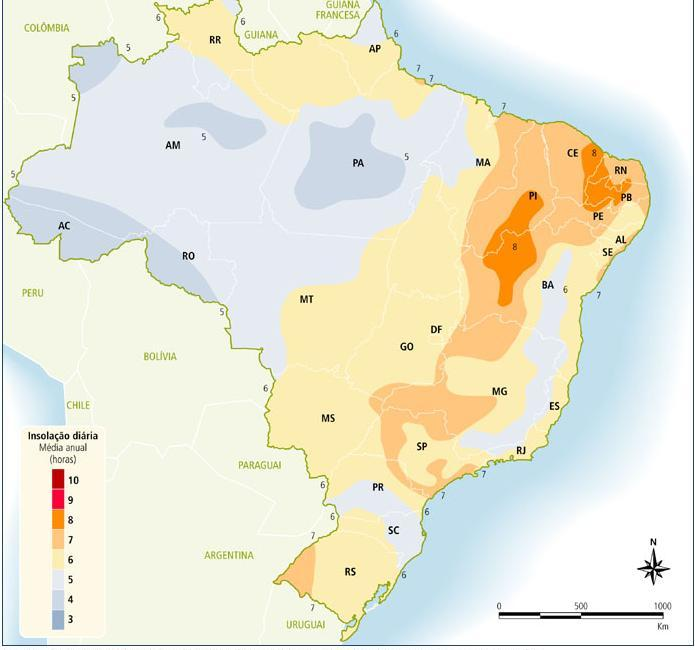 GUIANA
FRANCESA
COLÔMBIA
6
6
GUIANA
RR
6
5
AP
7
7
5
7
AM
5
PA
5
MA
CE
8
RN
5
PI
PB
PE
AC
AL
RO
8
SE
BA
6
PERU
MT
7
5
DF
BOLÍVIA
GO
6
MG
CHILE
ES
MS
SP
RJ
PARAGUAI
7
PR
6
7
6
6
7
SC
ARGENTINA
RS
6
7
URUGUAI
Insolação diária
Média anual
(horas)
10
9
8
7
6
5
4
3
N
0 500 1000
Km